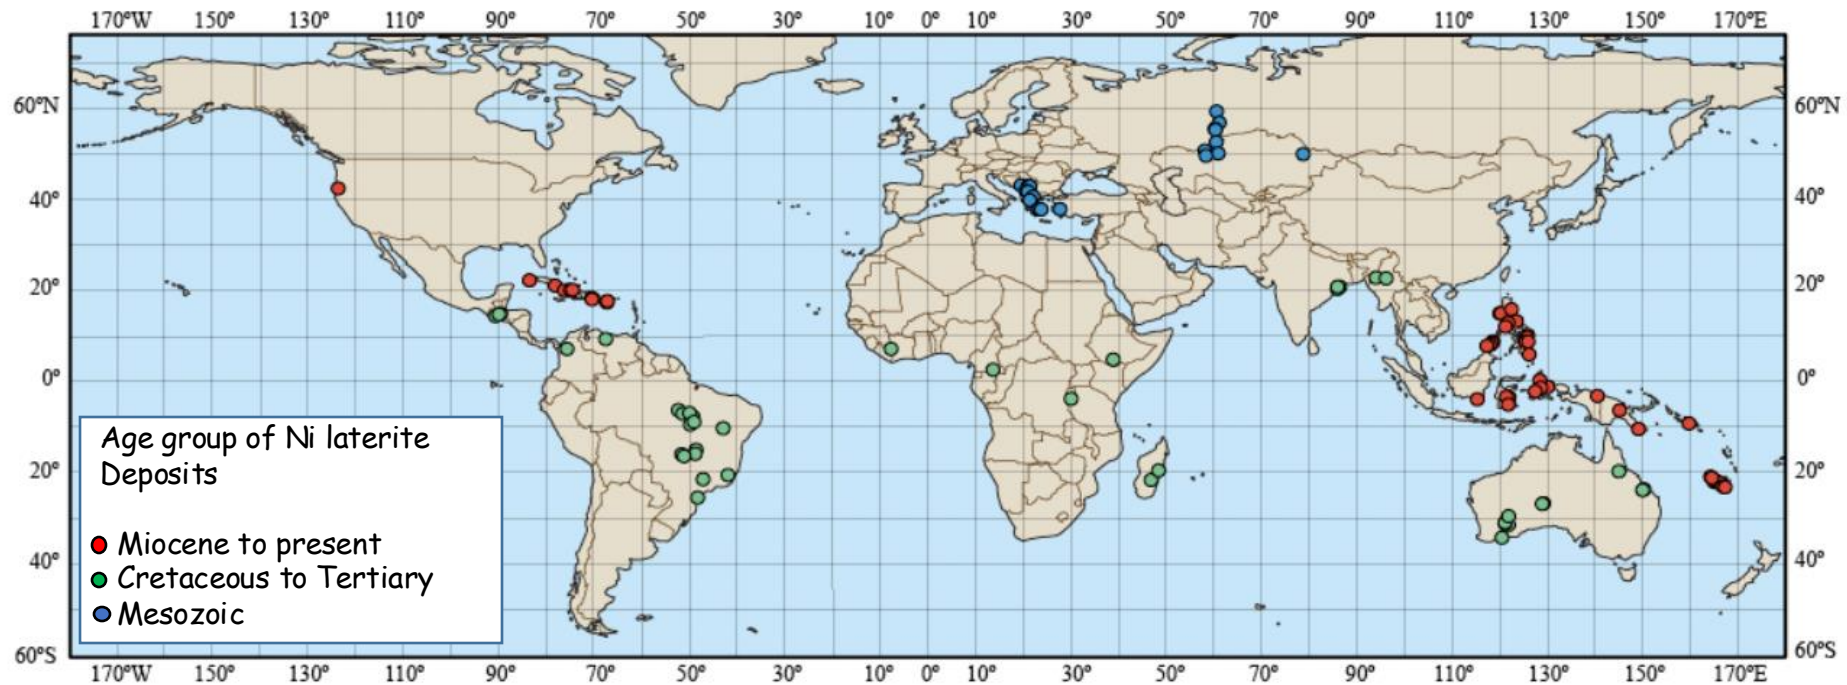 170°W 150° 130° 110° 90° 70° 50° 30° 10° 0° 10° 30° 50° 70° 90° 110° 130° 150° 170°E
60°N 60°N
40° 40°
20° 20°
0° 0°
Age group of Ni laterite
Deposits
20° 20°
Miocene to present
40° 40°
Cretaceous to Tertiary
Mesozoic
60°S 60°S
170°W 150° 130° 110° 90° 70° 50° 30° 10° 0° 10° 30° 50° 70° 90° 110° 130° 150° 170°E